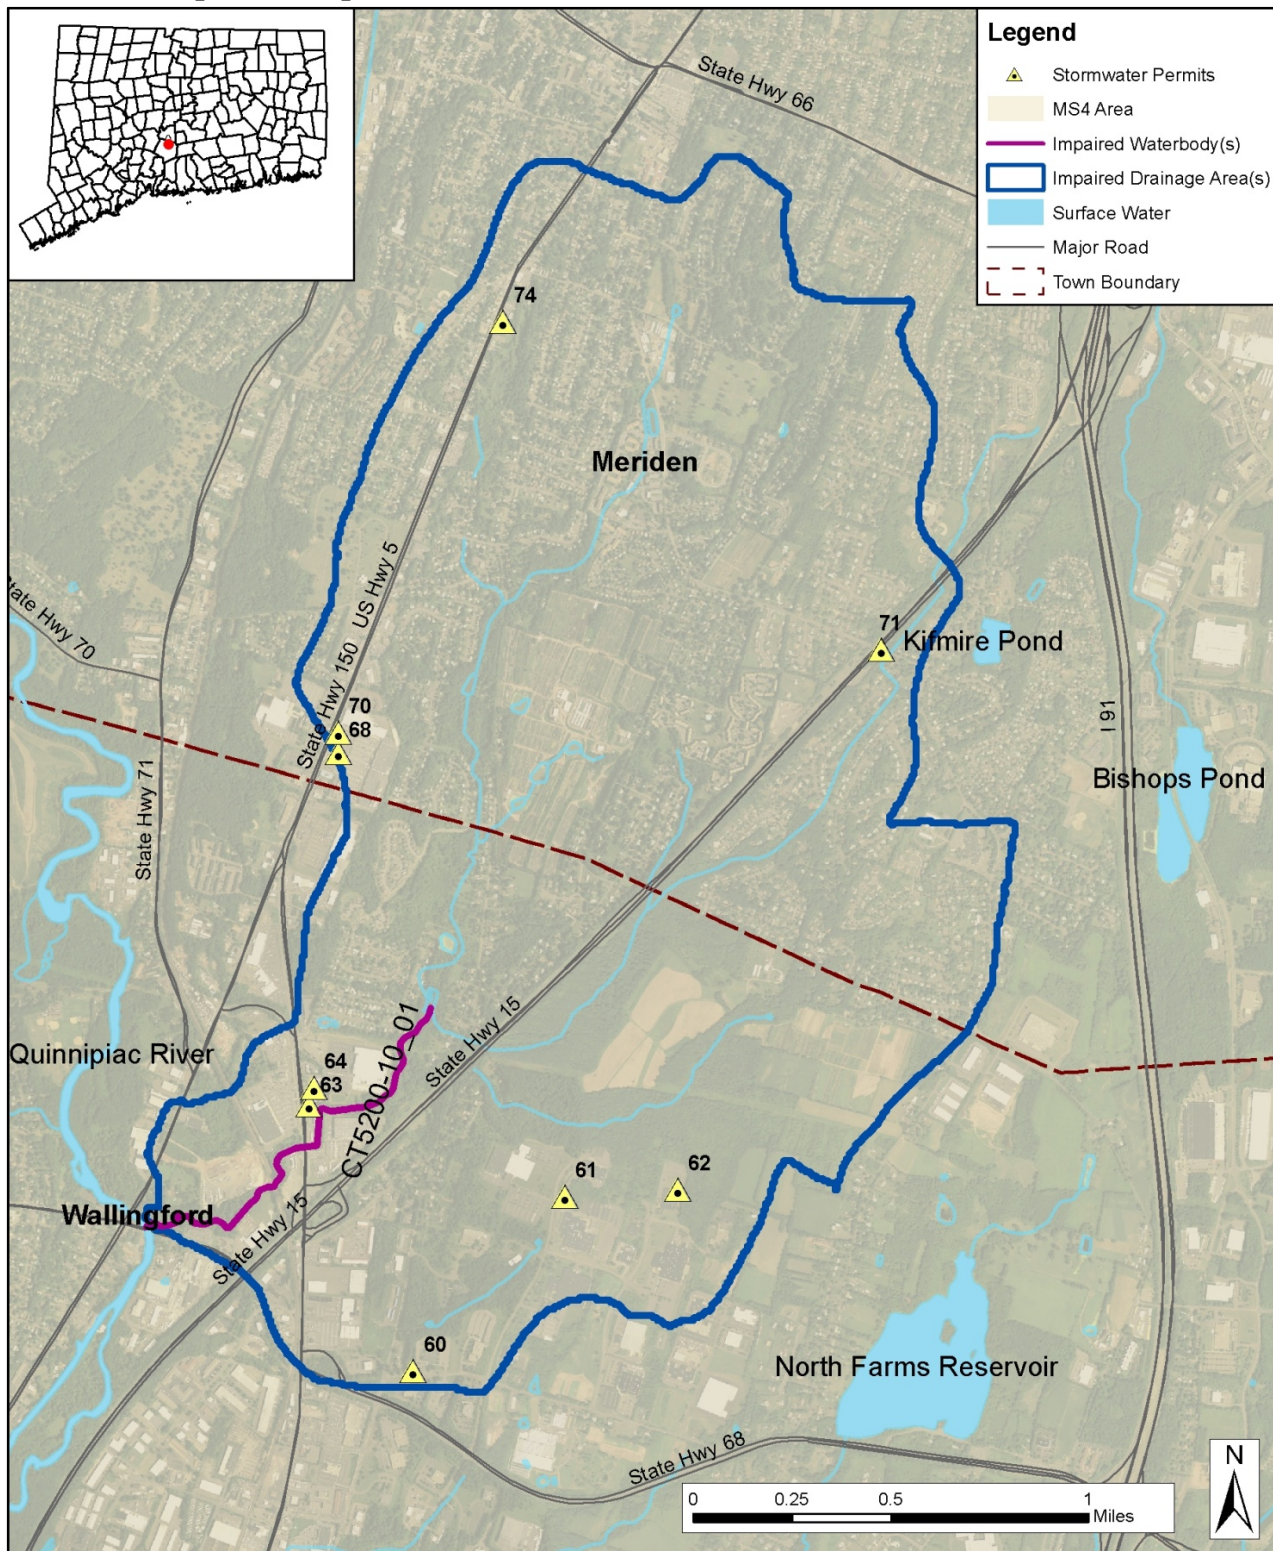 Legend
Stormwater Permits
MS4 Area
Impaired Waterbody(s)
Impaired Drainage Area(s)
Surface Water
Major Road
Town Boundary
State Hwy 66
74
Meriden
US Hwy 5
State Hwy 150
State Hwy 70
71
Kifmire Pond
70
68
I 91
State Hwy 71
Bishops Pond
CT5200-10_01
State Hwy 15
Quinnipiac River
64
63
61
62
Wallingford
State Hwy 15
60
North Farms Reservoir
State Hwy 68
0 0.25 0.5 1
Miles
N